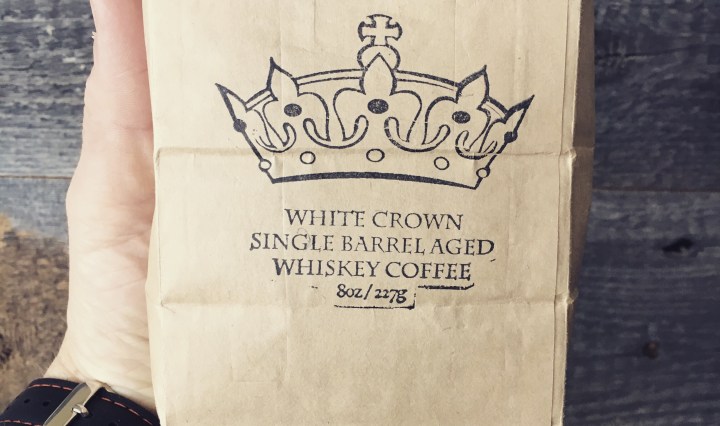 WHITE CROWN
SINGLE BARREL AGED
WHISKEY COFFEE
8oz/227g